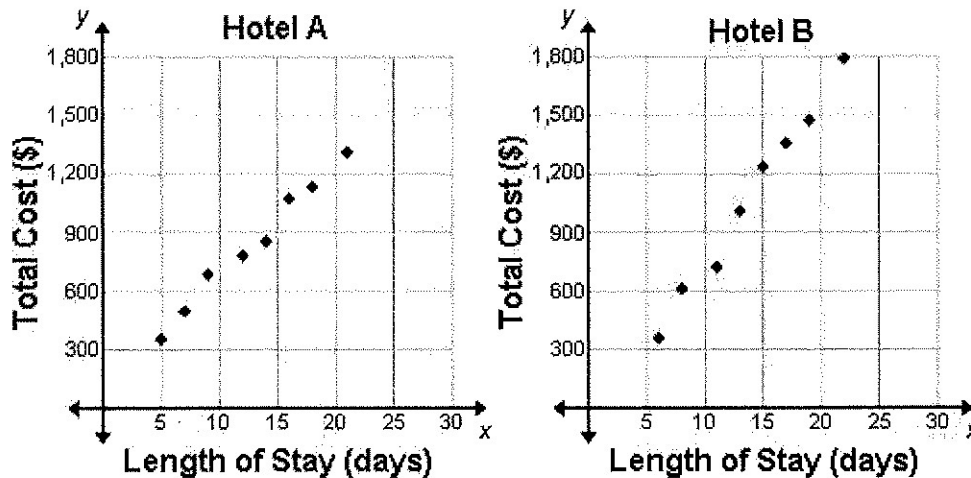 y
Hotel A
1,800
1,500
1,200
900
600
300
5 10 15 20 25 30
x
Total Cost ($)
Length of Stay (days)
y
Hotel B
1,800
1,500
1,200
900
600
300
5 10 15 20 25 30
x
Total Cost ($)
Length of Stay (days)